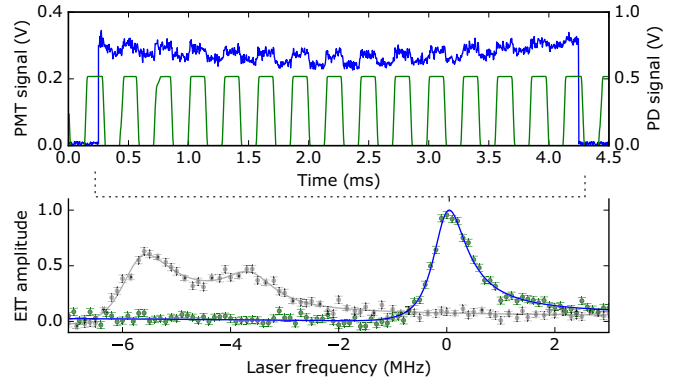 0.4
0.2
0.0
PMT signal (V)
1.0
0.5
0.0
PD signal (V)
0.0 0.5 1.0 1.5 2.0 2.5 3.0 3.5 4.0 4.5
Time (ms)
1.0
0.5
0.0
EIT amplitude
−6 −4 −2 0 2
Laser frequency (MHz)